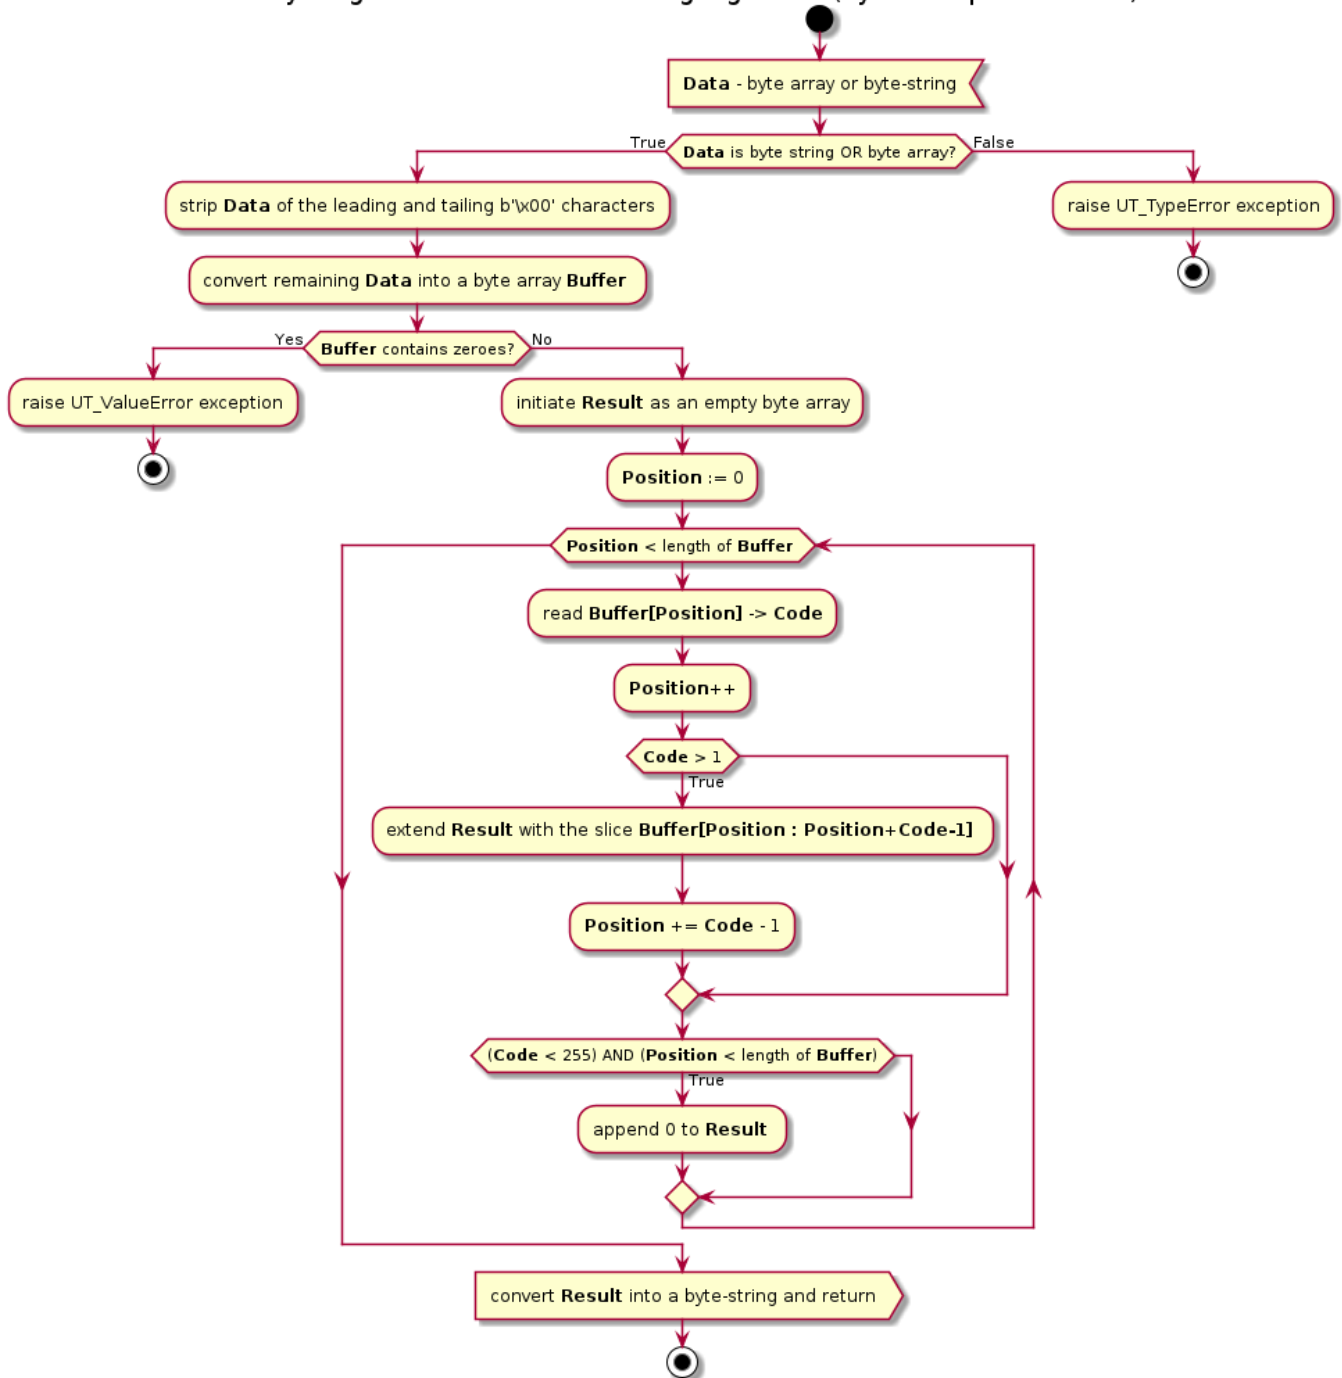 Data - byte array or byte-string
True
Data is byte string OR byte array?
False
strip Data of the leading and tailing b'\x00' characters
raise UT_TypeError exception
convert remaining Data into a byte array Buffer
Yes
Buffer contains zeroes?
No
raise UT_ValueError exception
initiate Result as an empty byte array
Position := 0
Position < length of Buffer
read Buffer[Position] -> Code
Position++
Code > 1
True
extend Result with the slice Buffer[Position : Position+Code-1]
Position += Code - 1
(Code < 255) AND (Position < length of Buffer)
True
append 0 to Result
convert Result into a byte-string and return